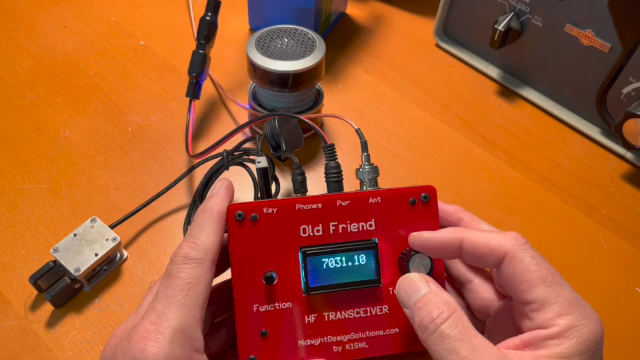 Key Phones Pwr Ant
Old Friend
7031.10
Function
HF TRANSCEIVER
MidnightDesignSolutions.com
by K1SWL